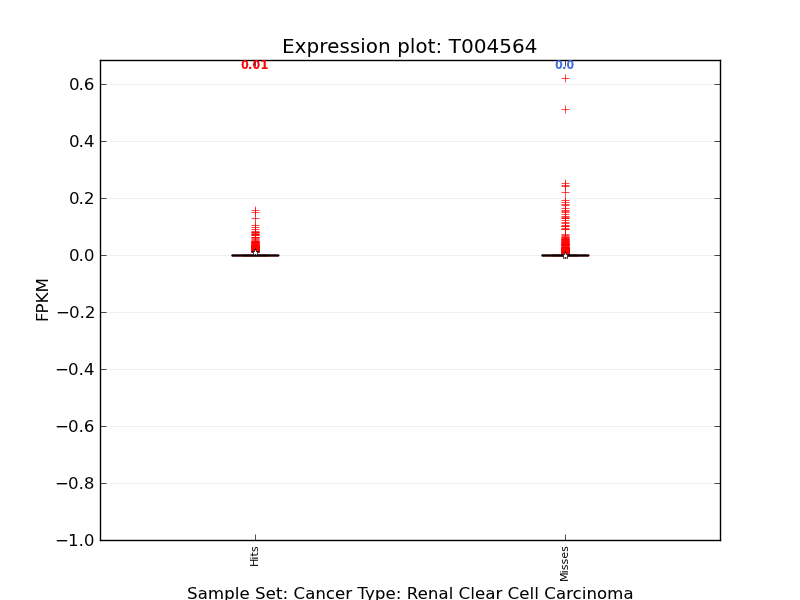 Expression plot: T004564
0.01
0.0
0.6
0.4
0.2
0.0
−0.2
−0.4
−0.6
−0.8
−1.0
FPKM
Hits
Misses
Sample Set: Cancer Type: Renal Clear Cell Carcinoma